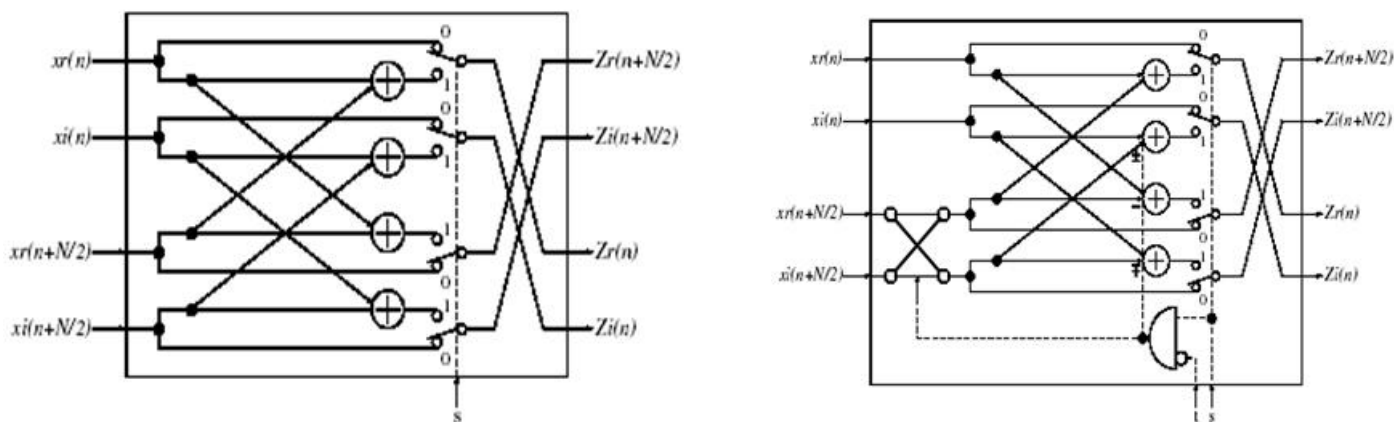 0
xr(n) Zr(n+N/2)
1
0
xi(n) Zi(n+N/2)
1
1
xr(n+N/2) Zr(n)
0
1
xi(n+N/2) Zi(n)
0
s
0
xr(n) Zr(n+N/2)
1
0
xi(n) Zi(n+N/2)
1
1
xr(n+N/2) Zr(n)
0
1
xi(n+N/2) Zi(n)
0
s